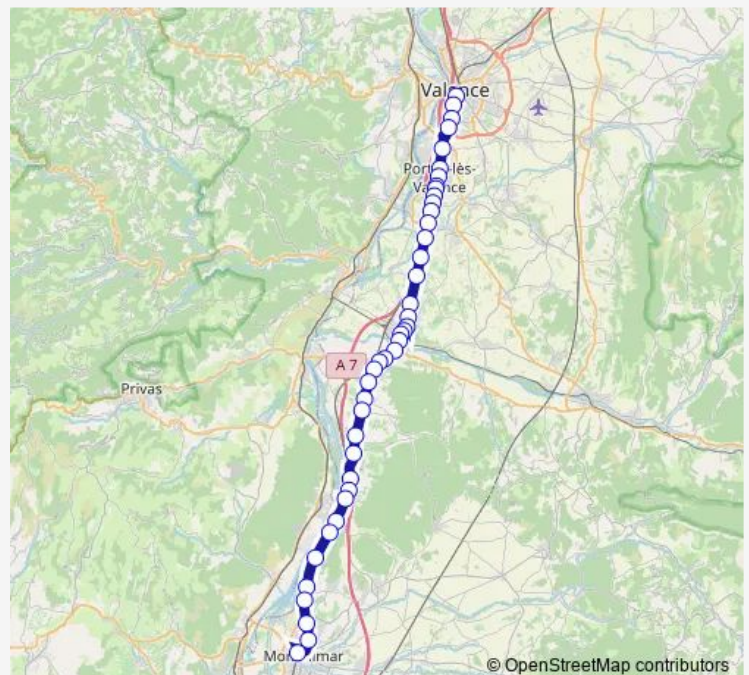 Valence
Portes-lès-
Valence
A 7
Privas
Montélimar
© OpenStreetMap contributors